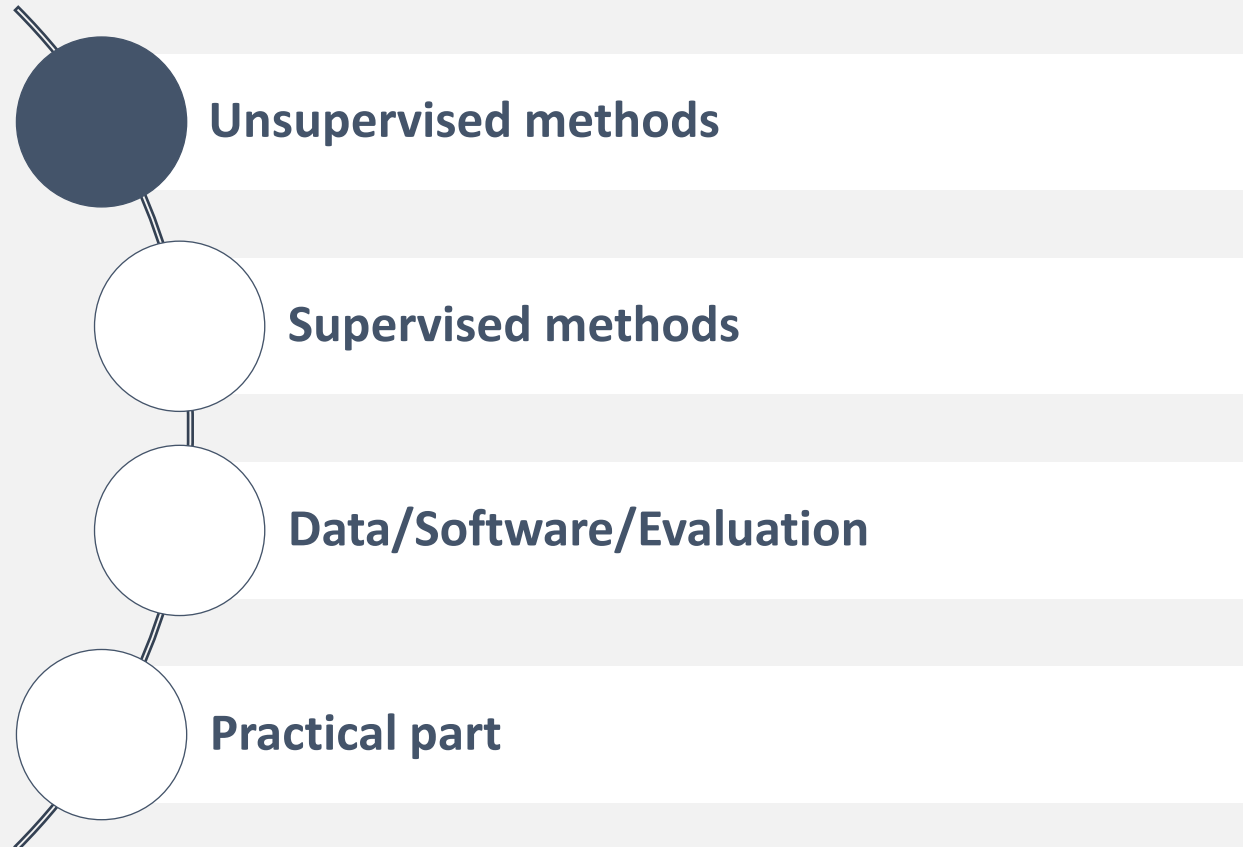 Unsupervised methods
Supervised methods
Data/Software/Evaluation
Practical part